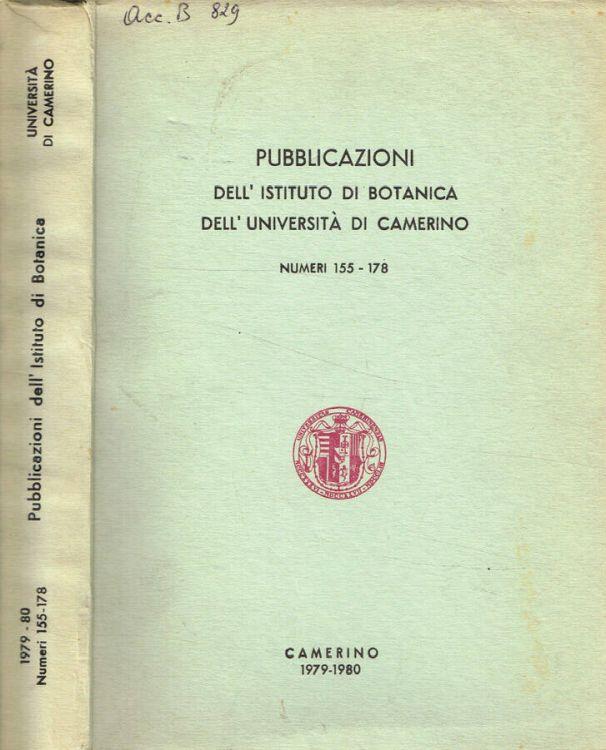 Acc. B 829
PUBBLICAZIONI
DELL' ISTITUTO DI BOTANICA
DELL' UNIVERSITÀ DI CAMERINO
NUMERI 155 - 178
CAMERINO
1979-1980
UNIVERSITÀ
DI CAMERINO
Pubblicazioni dell' Istituto di Botanica
1979 - 80
Numeri 155-178